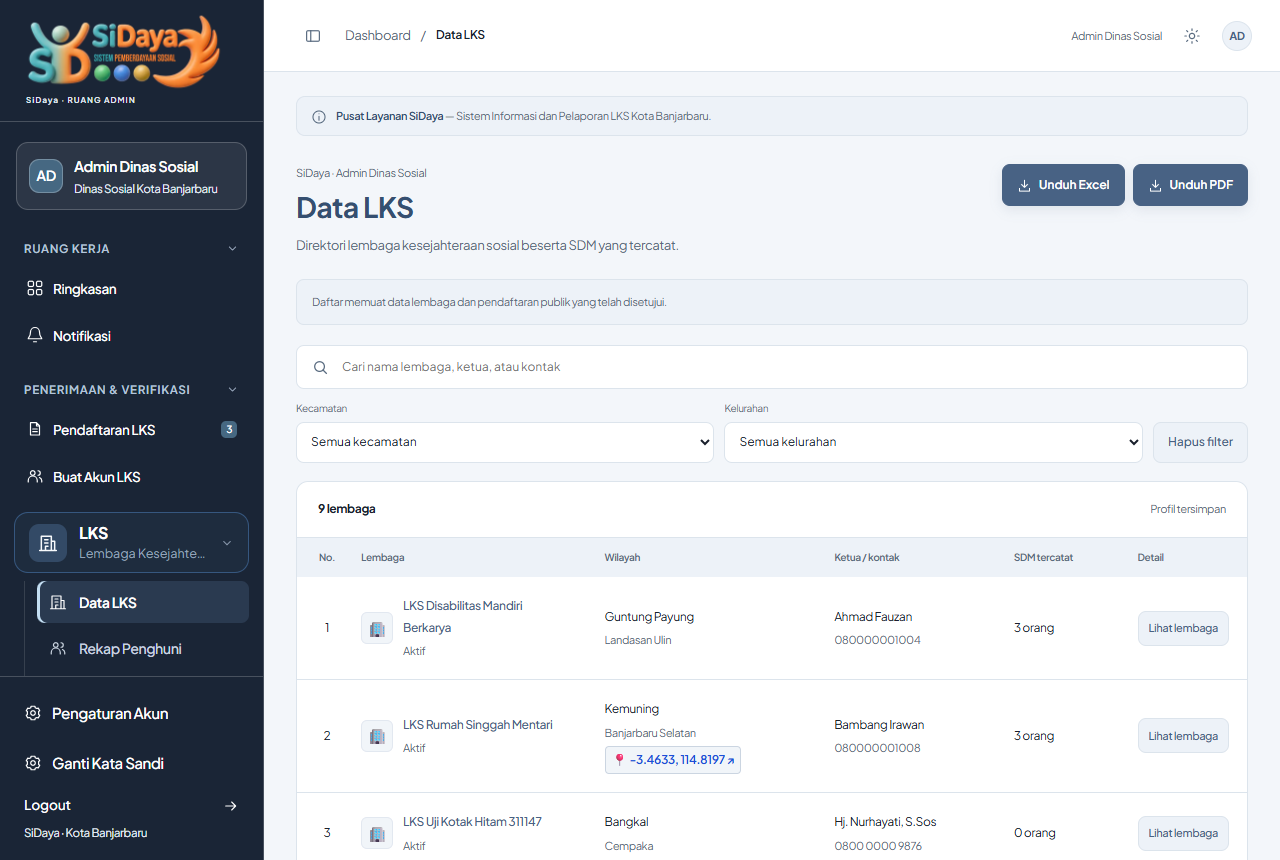 SiDaya
SISTEM PEMBERDAYAAN SOSIAL
SiDaya · RUANG ADMIN
AD
Admin Dinas Sosial
Dinas Sosial Kota Banjarbaru
RUANG KERJA
Ringkasan
Notifikasi
PENERIMAAN & VERIFIKASI
Pendaftaran LKS
3
Buat Akun LKS
LKS
Lembaga Kesejahte...
Data LKS
Rekap Penghuni
Pengaturan Akun
Ganti Kata Sandi
Logout
SiDaya · Kota Banjarbaru
Dashboard / Data LKS
Admin Dinas Sosial
AD
Pusat Layanan SiDaya — Sistem Informasi dan Pelaporan LKS Kota Banjarbaru.
SiDaya · Admin Dinas Sosial
Data LKS
Direktori lembaga kesejahteraan sosial beserta SDM yang tercatat.
Unduh Excel
Unduh PDF
Daftar memuat data lembaga dan pendaftaran publik yang telah disetujui.
Cari nama lembaga, ketua, atau kontak
Kecamatan
Semua kecamatan
Kelurahan
Semua kelurahan
Hapus filter
9 lembaga
Profil tersimpan
No. Lembaga Wilayah Ketua / kontak SDM tercatat Detail
1
LKS Disabilitas Mandiri
Berkarya
Aktif
Guntung Payung
Landasan Ulin
Ahmad Fauzan
080000001004
3 orang
Lihat lembaga
2
LKS Rumah Singgah Mentari
Aktif
Kemuning
Banjarbaru Selatan
-3.4633, 114.8197 ↗
Bambang Irawan
080000001008
3 orang
Lihat lembaga
3
LKS Uji Kotak Hitam 311147
Aktif
Bangkal
Cempaka
Hj. Nurhayati, S.Sos
0800 0000 9876
0 orang
Lihat lembaga